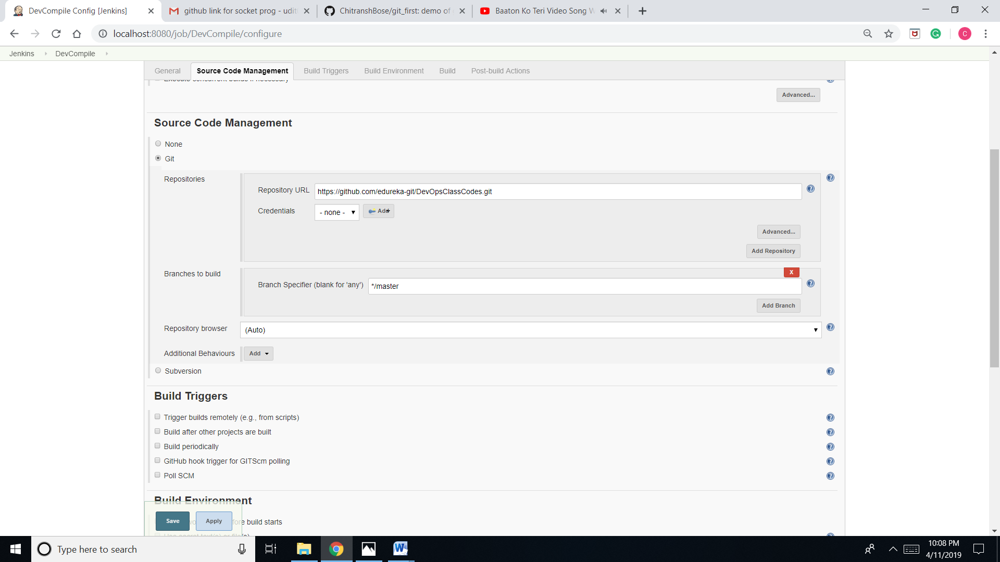 DevCompile Config [Jenkins]
github link for socket prog - udit
ChitranshBose/git_first: demo of
Baaton Ko Teri Video Song W
localhost:8080/job/DevCompile/configure
C
Jenkins
DevCompile
General
Source Code Management
Build Triggers
Build Environment
Build
Post-build Actions
Execute concurrent builds if necessary
Advanced...
Source Code Management
None
Git
Repositories
Repository URL
https://github.com/edureka-git/DevOpsClassCodes.git
Credentials
- none -
Add
Advanced...
Add Repository
Branches to build
X
Branch Specifier (blank for 'any')
*/master
Add Branch
Repository browser
(Auto)
Additional Behaviours
Add
Subversion
Build Triggers
Trigger builds remotely (e.g., from scripts)
Build after other projects are built
Build periodically
GitHub hook trigger for GITScm polling
Poll SCM
Build Environment
build starts
Save
Apply
Type here to search
10:08 PM
4/11/2019